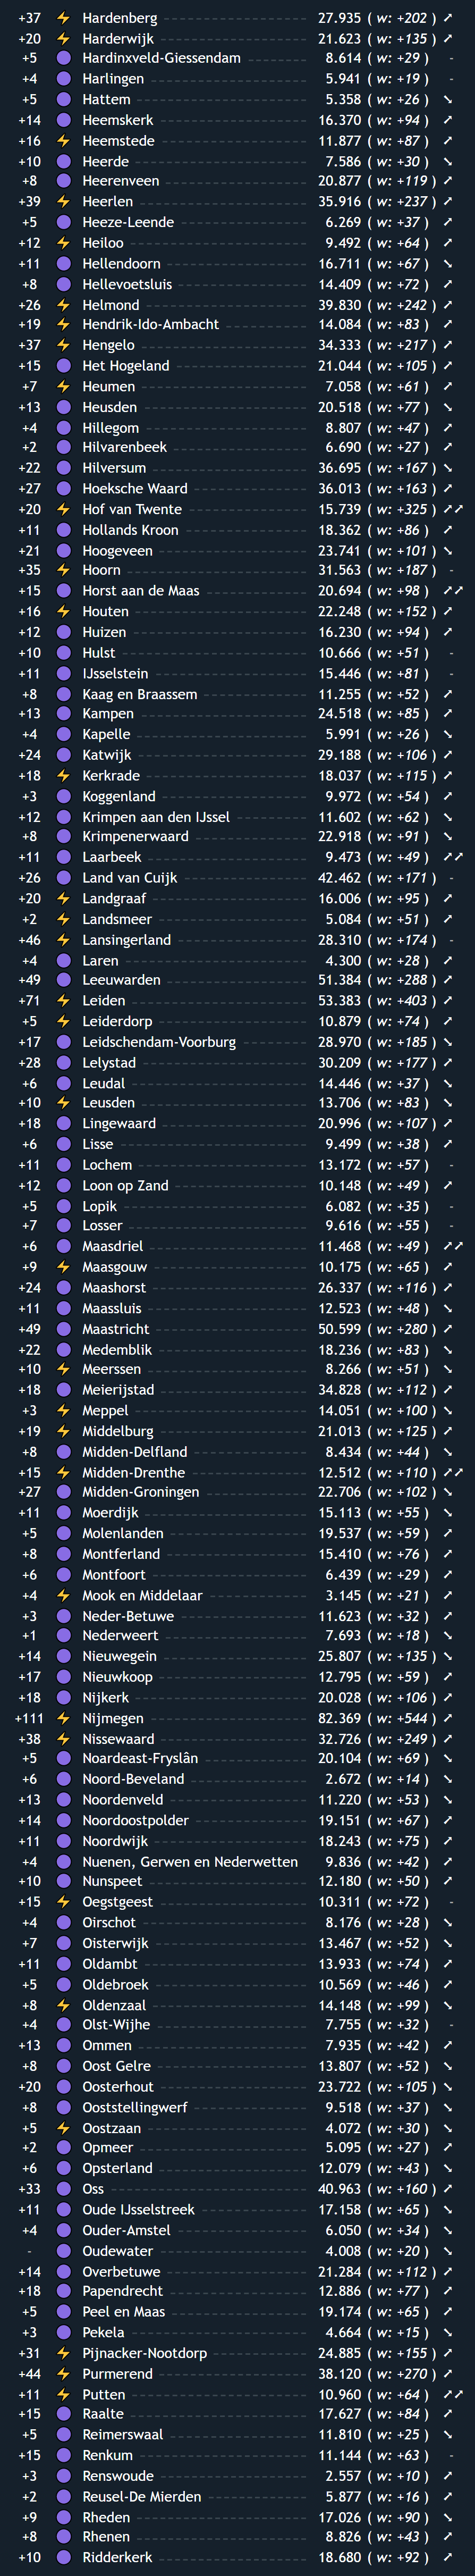 +37 ⚡ Hardenberg 27.935 ( w: +202 ) ↗
+20 ⚡ Harderwijk 21.623 ( w: +135 ) ↗
+5 Hardinxveld-Giessendam 8.614 ( w: +29 ) -
+4 Harlingen 5.941 ( w: +19 ) -
+5 Hattem 5.358 ( w: +26 ) ↘
+14 Heemskerk 16.370 ( w: +94 ) ↗
+16 ⚡ Heemstede 11.877 ( w: +87 ) ↗
+10 Heerde 7.586 ( w: +30 ) ↘
+8 Heerenveen 20.877 ( w: +119 ) ↗
+39 ⚡ Heerlen 35.916 ( w: +237 ) ↗
+5 Heeze-Leende 6.269 ( w: +37 ) ↗
+12 ⚡ Heiloo 9.492 ( w: +64 ) ↗
+11 Hellendoorn 16.711 ( w: +67 ) ↘
+8 Hellevoetsluis 14.409 ( w: +72 ) ↗
+26 ⚡ Helmond 39.830 ( w: +242 ) ↗
+19 ⚡ Hendrik-Ido-Ambacht 14.084 ( w: +83 ) ↗
+37 ⚡ Hengelo 34.333 ( w: +217 ) ↗
+15 Het Hogeland 21.044 ( w: +105 ) ↗
+7 ⚡ Heumen 7.058 ( w: +61 ) ↗
+13 Heusden 20.518 ( w: +77 ) ↘
+4 Hillegom 8.807 ( w: +47 ) ↗
+2 Hilvarenbeek 6.690 ( w: +27 ) ↗
+22 Hilversum 36.695 ( w: +167 ) ↘
+27 Hoeksche Waard 36.013 ( w: +163 ) ↗
+20 ⚡ Hof van Twente 15.739 ( w: +325 ) ↗↗
+11 Hollands Kroon 18.362 ( w: +86 ) ↗
+21 Hoogeveen 23.741 ( w: +101 ) ↘
+35 ⚡ Hoorn 31.563 ( w: +187 ) -
+15 Horst aan de Maas 20.694 ( w: +98 ) ↗↗
+16 ⚡ Houten 22.248 ( w: +152 ) ↗
+12 Huizen 16.230 ( w: +94 ) ↗
+10 Hulst 10.666 ( w: +51 ) -
+11 IJsselstein 15.446 ( w: +81 ) -
+8 Kaag en Braassem 11.255 ( w: +52 ) ↗
+13 Kampen 24.518 ( w: +85 ) ↗
+4 Kapelle 5.991 ( w: +26 ) ↘
+24 Katwijk 29.188 ( w: +106 ) ↗
+18 ⚡ Kerkrade 18.037 ( w: +115 ) ↗
+3 Koggenland 9.972 ( w: +54 ) ↗
+12 Krimpen aan den IJssel 11.602 ( w: +62 ) ↘
+8 Krimpenerwaard 22.918 ( w: +91 ) ↘
+11 Laarbeek 9.473 ( w: +49 ) ↗↗
+26 Land van Cuijk 42.462 ( w: +171 ) -
+20 ⚡ Landgraaf 16.006 ( w: +95 ) ↗
+2 ⚡ Landsmeer 5.084 ( w: +51 ) ↗
+46 ⚡ Lansingerland 28.310 ( w: +174 ) -
+4 Laren 4.300 ( w: +28 ) ↗
+49 Leeuwarden 51.384 ( w: +288 ) ↗
+71 ⚡ Leiden 53.383 ( w: +403 ) ↗
+5 ⚡ Leiderdorp 10.879 ( w: +74 ) ↗
+17 Leidschendam-Voorburg 28.970 ( w: +185 ) ↘
+28 Lelystad 30.209 ( w: +177 ) ↗
+6 Leudal 14.446 ( w: +37 ) ↘
+10 ⚡ Leusden 13.706 ( w: +83 ) ↘
+18 Lingewaard 20.996 ( w: +107 ) ↗
+6 Lisse 9.499 ( w: +38 ) ↗
+11 Lochem 13.172 ( w: +57 ) -
+12 Loon op Zand 10.148 ( w: +49 ) ↗
+5 Lopik 6.082 ( w: +35 ) -
+7 Losser 9.616 ( w: +55 ) -
+6 Maasdriel 11.468 ( w: +49 ) ↗↗
+9 ⚡ Maasgouw 10.175 ( w: +65 ) ↗
+24 Maashorst 26.337 ( w: +116 ) ↗
+11 Maassluis 12.523 ( w: +48 ) ↘
+49 Maastricht 50.599 ( w: +280 ) ↗
+22 Medemblik 18.236 ( w: +83 ) ↘
+10 ⚡ Meerssen 8.266 ( w: +51 ) ↘
+18 Meierijstad 34.828 ( w: +112 ) ↗
+3 ⚡ Meppel 14.051 ( w: +100 ) ↘
+19 ⚡ Middelburg 21.013 ( w: +125 ) ↗
+8 Midden-Delfland 8.434 ( w: +44 ) ↘
+15 ⚡ Midden-Drenthe 12.512 ( w: +110 ) ↗↗
+27 Midden-Groningen 22.706 ( w: +102 ) ↘
+11 Moerdijk 15.113 ( w: +55 ) ↘
+5 Molenlanden 19.537 ( w: +59 ) ↗
+8 Montferland 15.410 ( w: +76 ) ↗
+6 Montfoort 6.439 ( w: +29 ) ↗
+4 ⚡ Mook en Middelaar 3.145 ( w: +21 ) ↗
+3 Neder-Betuwe 11.623 ( w: +32 ) ↗
+1 Nederweert 7.693 ( w: +18 ) ↘
+14 Nieuwegein 25.807 ( w: +135 ) ↘
+17 Nieuwkoop 12.795 ( w: +59 ) ↗
+18 Nijkerk 20.028 ( w: +106 ) ↗
+111 ⚡ Nijmegen 82.369 ( w: +544 ) ↗
+38 ⚡ Nissewaard 32.726 ( w: +249 ) ↗
+5 Noardeast-Fryslân 20.104 ( w: +69 ) ↘
+6 Noord-Beveland 2.672 ( w: +14 ) ↘
+13 Noordenveld 11.220 ( w: +53 ) ↘
+14 Noordoostpolder 19.151 ( w: +67 ) ↗
+11 Noordwijk 18.243 ( w: +75 ) ↗
+4 Nuenen, Gerwen en Nederwetten 9.836 ( w: +42 ) ↗
+10 Nunspeet 12.180 ( w: +50 ) ↗
+15 ⚡ Oegstgeest 10.311 ( w: +72 ) -
+4 Oirschot 8.176 ( w: +28 ) ↘
+7 Oisterwijk 13.467 ( w: +52 ) ↘
+11 Oldambt 13.933 ( w: +74 ) ↗
+5 Oldebroek 10.569 ( w: +46 ) ↗
+8 ⚡ Oldenzaal 14.148 ( w: +99 ) ↘
+4 Olst-Wijhe 7.755 ( w: +32 ) -
+13 Ommen 7.935 ( w: +42 ) ↗
+8 Oost Gelre 13.807 ( w: +52 ) ↘
+20 Oosterhout 23.722 ( w: +105 ) ↘
+8 Ooststellingwerf 9.518 ( w: +37 ) ↘
+5 ⚡ Oostzaan 4.072 ( w: +30 ) ↘
+2 Opmeer 5.095 ( w: +27 ) ↗
+6 Opsterland 12.079 ( w: +43 ) ↘
+33 Oss 40.963 ( w: +160 ) ↗
+11 Oude IJsselstreek 17.158 ( w: +65 ) ↘
+4 Ouder-Amstel 6.050 ( w: +34 ) ↘
- Oudewater 4.008 ( w: +20 ) ↘
+14 Overbetuwe 21.284 ( w: +112 ) ↗
+18 Papendrecht 12.886 ( w: +77 ) ↗
+5 Peel en Maas 19.174 ( w: +65 ) ↗
+3 Pekela 4.664 ( w: +15 ) ↘
+31 ⚡ Pijnacker-Nootdorp 24.885 ( w: +155 ) ↗
+44 ⚡ Purmerend 38.120 ( w: +270 ) ↗
+11 ⚡ Putten 10.960 ( w: +64 ) ↗↗
+15 Raalte 17.627 ( w: +84 ) ↗
+5 Reimerswaal 11.810 ( w: +25 ) ↘
+15 Renkum 11.144 ( w: +63 ) -
+3 Renswoude 2.557 ( w: +10 ) ↗
+2 Reusel-De Mierden 5.877 ( w: +16 ) ↗
+9 Rheden 17.026 ( w: +90 ) ↘
+8 Rhenen 8.826 ( w: +43 ) ↗
+10 Ridderkerk 18.680 ( w: +92 ) ↗